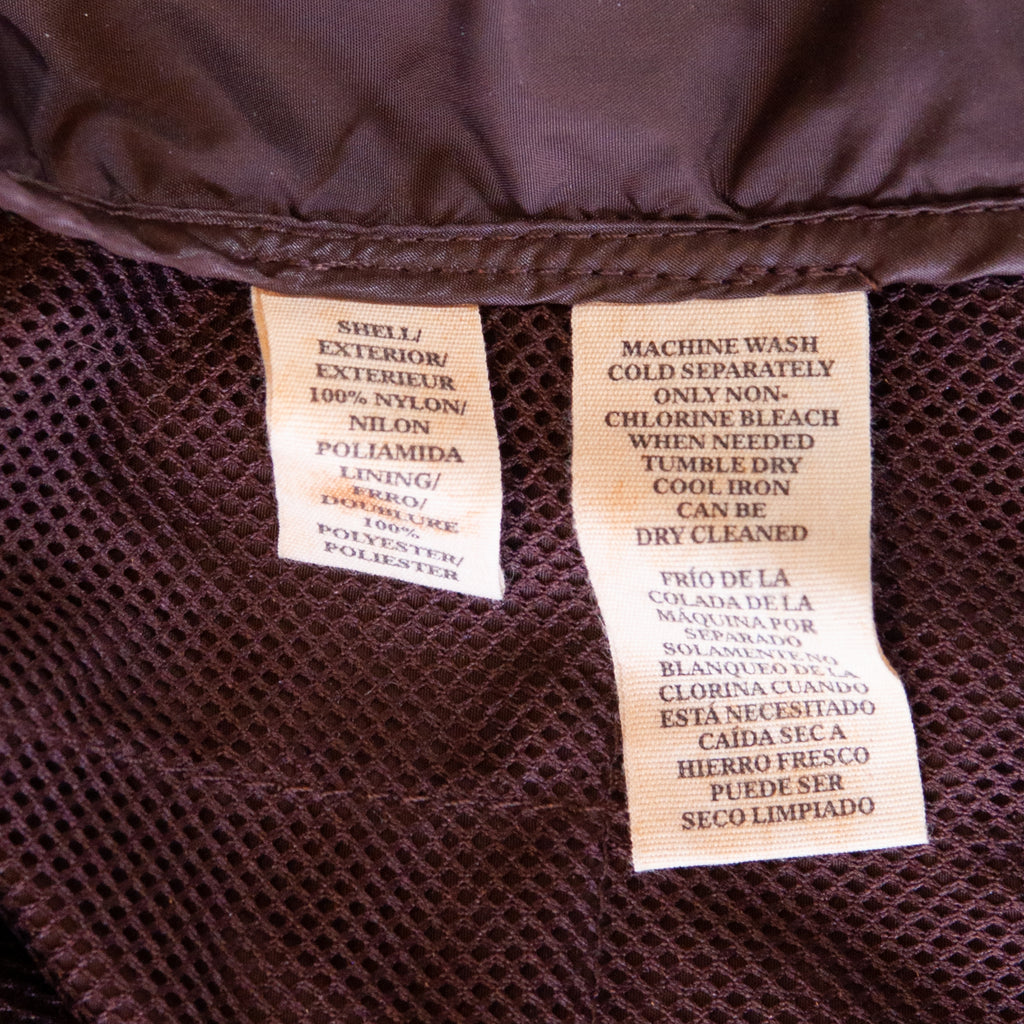 SHELL/
EXTERIOR/
EXTERIEUR
100% NYLON/
NILON
POLIAMIDA
LINING/
FRRO/
DOUBLURE
100%
POLYESTER/
POLIESTER
MACHINE WASH
COLD SEPARATELY
ONLY NON-
CHLORINE BLEACH
WHEN NEEDED
TUMBLE DRY
COOL IRON
CAN BE
DRY CLEANED
FRÍO DE LA
COLADA DE LA
MÁQUINA POR
SEPARADO
SOLAMENTE NO
BLANQUEO DE LA
CLORINA CUANDO
ESTÁ NECESITADO
CAÍDA SEC A
HIERRO FRESCO
PUEDE SER
SECO LIMPIADO